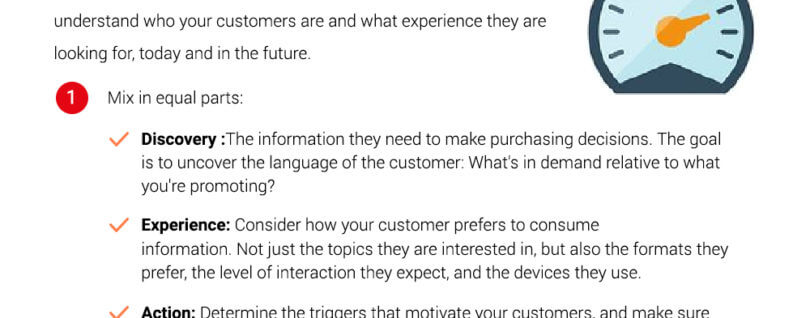 understand who your customers are and what experience they are
looking for, today and in the future.
1 Mix in equal parts:
Discovery :The information they need to make purchasing decisions. The goal
is to uncover the language of the customer: What's in demand relative to what
you're promoting?
Experience: Consider how your customer prefers to consume
information. Not just the topics they are interested in, but also the formats they
prefer, the level of interaction they expect, and the devices they use.
Action: Determine the triggers that motivate your customers, and make sure